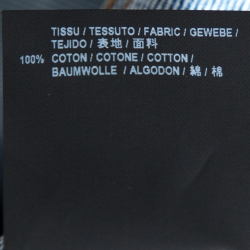 TISSU / TESSUTO / FABRIC / GEWEBE /
TEJIDO / 表地 / 面料
100% COTON / COTONE / COTTON /
BAUMWOLLE / ALGODON / 綿 / 棉